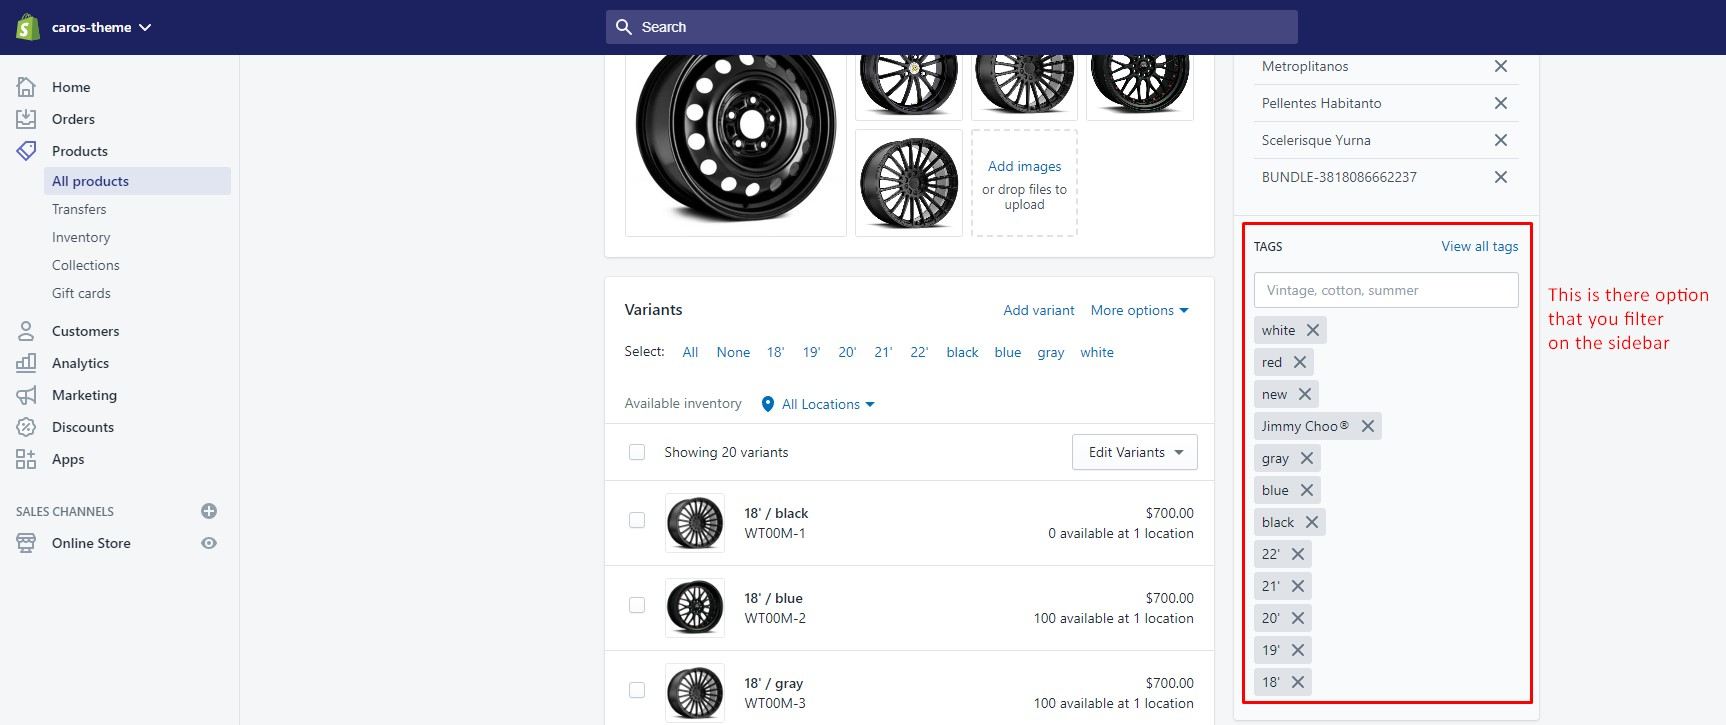 caros-theme
Search
Home
Orders
Products
All products
Transfers
Inventory
Collections
Gift cards
Customers
Analytics
Marketing
Discounts
Apps
SALES CHANNELS
Online Store
Add images
or drop files to
upload
Variants
Add variant More options
Select: All None 18' 19' 20' 21' 22' black blue gray white
Available inventory All Locations
Showing 20 variants
Edit Variants
18' / black
$700.00
WT00M-1
0 available at 1 location
18' / blue
$700.00
WT00M-2
100 available at 1 location
18' / gray
$700.00
WT00M-3
100 available at 1 location
Metroplitanos
Pellentes Habitanto
Scelerisque Yurna
BUNDLE-3818086662237
TAGS
View all tags
Vintage, cotton, summer
white
red
new
Jimmy Choo®
gray
blue
black
22'
21'
20'
19'
18'
This is there option
that you filter
on the sidebar